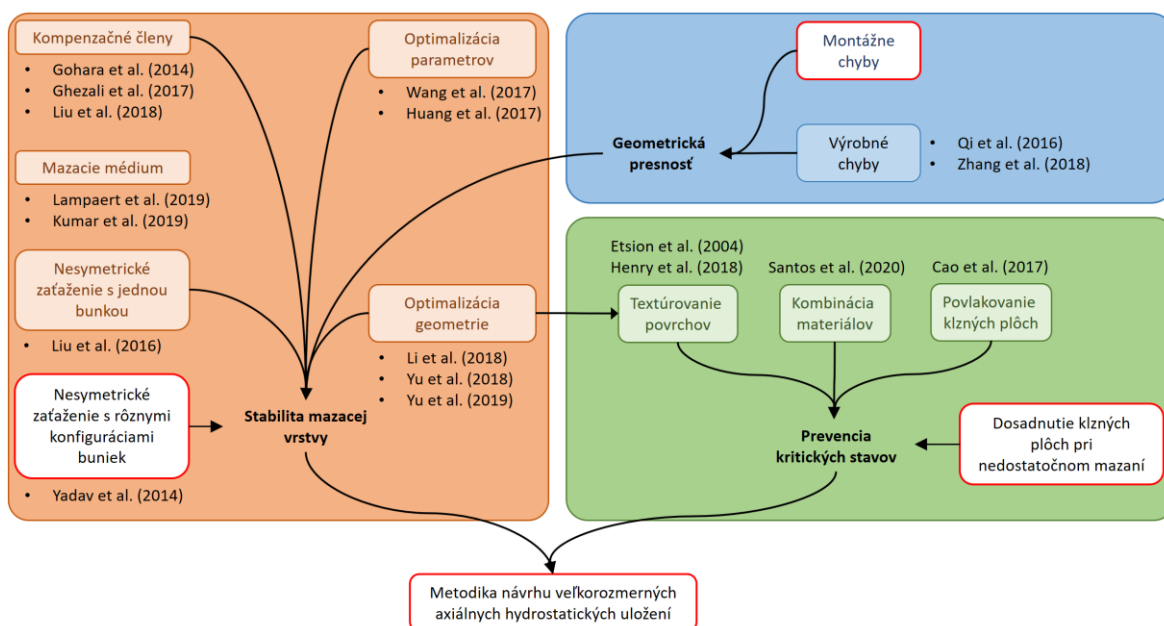 Kompenzačné členy
• Gohara et al. (2014)
• Ghezali et al. (2017)
• Liu et al. (2018)
Optimalizácia
parametrov
• Wang et al. (2017)
• Huang et al. (2017)
Mazacie médium
• Lampaert et al. (2019)
• Kumar et al. (2019)
Nesymetrické
zaťaženie s jednou
bunkou
• Liu et al. (2016)
Optimalizácia
geometrie
• Li et al. (2018)
• Yu et al. (2018)
• Yu et al. (2019)
Nesymetrické
zaťaženie s rôznymi
konfiguráciami
buniek
• Yadav et al. (2014)
Stabilita mazacej
vrstvy
Montážne
chyby
Geometrická
presnosť
Výrobné
chyby
• Qi et al. (2016)
• Zhang et al. (2018)
Etsion et al. (2004)
Henry et al. (2018)
Textúrovanie
povrchov
Santos et al. (2020)
Kombinácia
materiálov
Cao et al. (2017)
Povlakovanie
klzných plôch
Prevencia
kritických stavov
Dosadnutie klzných
plôch pri
nedostatočnom mazaní
Metodika návrhu veľkorozmerných
axiálnych hydrostatických uložení